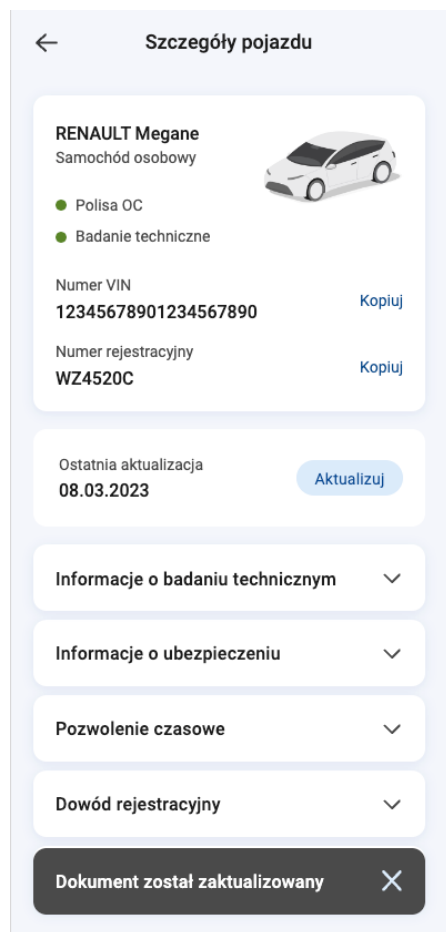 Szczegóły pojazdu
RENAULT Megane
Samochód osobowy
Polisa OC
Badanie techniczne
Numer VIN
12345678901234567890
Kopiuj
Numer rejestracyjny
WZ4520C
Kopiuj
Ostatnia aktualizacja
08.03.2023
Aktualizuj
Informacje o badaniu technicznym
Informacje o ubezpieczeniu
Pozwolenie czasowe
Dowód rejestracyjny
Dokument został zaktualizowany